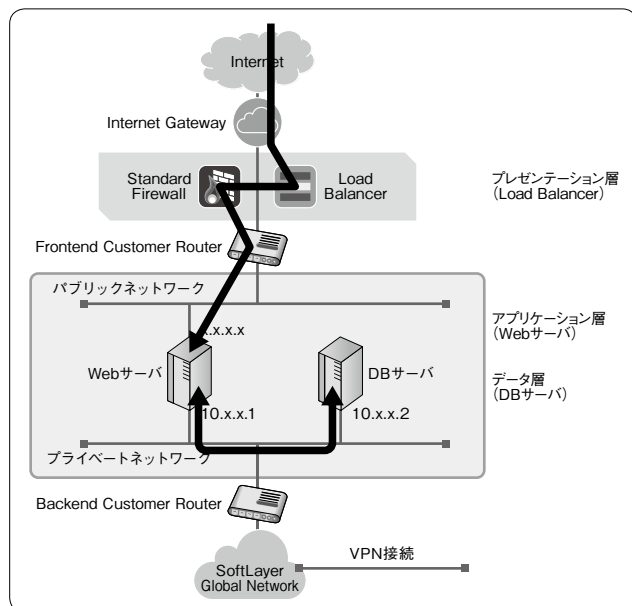 Internet
Internet Gateway
Standard
Firewall
Load
Balancer
プレゼンテーション層
（Load Balancer）
Frontend Customer Router
パブリックネットワーク
x.x.x.x
アプリケーション層
（Webサーバ）
Webサーバ
DBサーバ
データ層
（DBサーバ）
10.x.x.1
10.x.x.2
プライベートネットワーク
Backend Customer Router
VPN接続
SoftLayer
Global Network